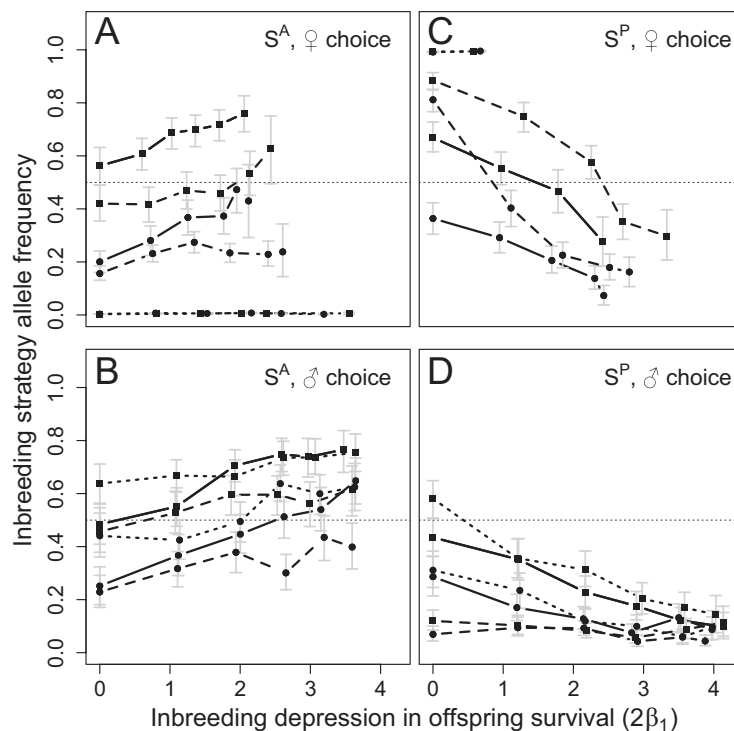 A
S^A, ♀ choice
C
S^P, ♀ choice
B
S^A, ♂ choice
D
S^P, ♂ choice
Inbreeding strategy allele frequency
0.0 0.2 0.4 0.6 0.8 1.0
0.0 0.2 0.4 0.6 0.8 1.0
0 1 2 3 4
0 1 2 3 4
Inbreeding depression in offspring survival (2β₁)